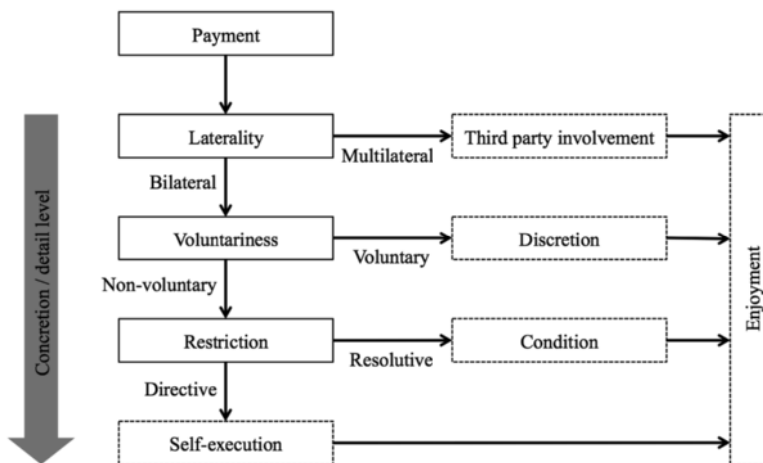 Payment
Laterality
Multilateral
Third party involvement
Bilateral
Voluntariness
Voluntary
Discretion
Non-voluntary
Restriction
Resolutive
Condition
Directive
Self-execution
Concretion / detail level
Enjoyment